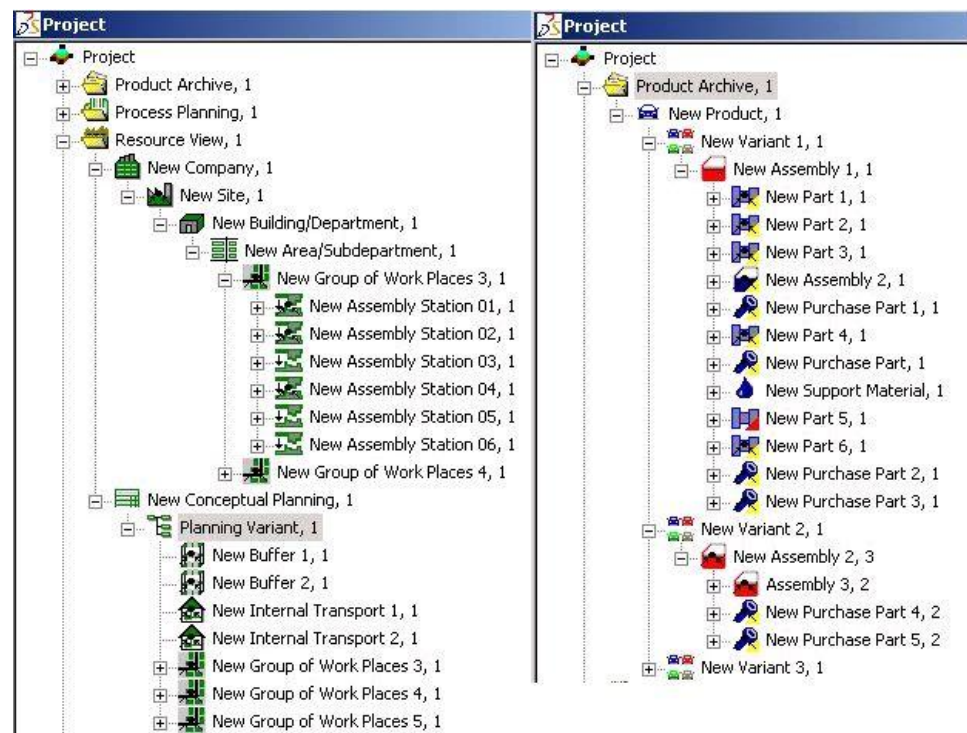 Project
Project
Product Archive, 1
Process Planning, 1
Resource View, 1
New Company, 1
New Site, 1
New Building/Department, 1
New Area/Subdepartment, 1
New Group of Work Places 3, 1
New Assembly Station 01, 1
New Assembly Station 02, 1
New Assembly Station 03, 1
New Assembly Station 04, 1
New Assembly Station 05, 1
New Assembly Station 06, 1
New Group of Work Places 4, 1
New Conceptual Planning, 1
Planning Variant, 1
New Buffer 1, 1
New Buffer 2, 1
New Internal Transport 1, 1
New Internal Transport 2, 1
New Group of Work Places 3, 1
New Group of Work Places 4, 1
New Group of Work Places 5, 1
Project
Project
Product Archive, 1
New Product, 1
New Variant 1, 1
New Assembly 1, 1
New Part 1, 1
New Part 2, 1
New Part 3, 1
New Assembly 2, 1
New Purchase Part 1, 1
New Part 4, 1
New Purchase Part, 1
New Support Material, 1
New Part 5, 1
New Part 6, 1
New Purchase Part 2, 1
New Purchase Part 3, 1
New Variant 2, 1
New Assembly 2, 3
Assembly 3, 2
New Purchase Part 4, 2
New Purchase Part 5, 2
New Variant 3, 1